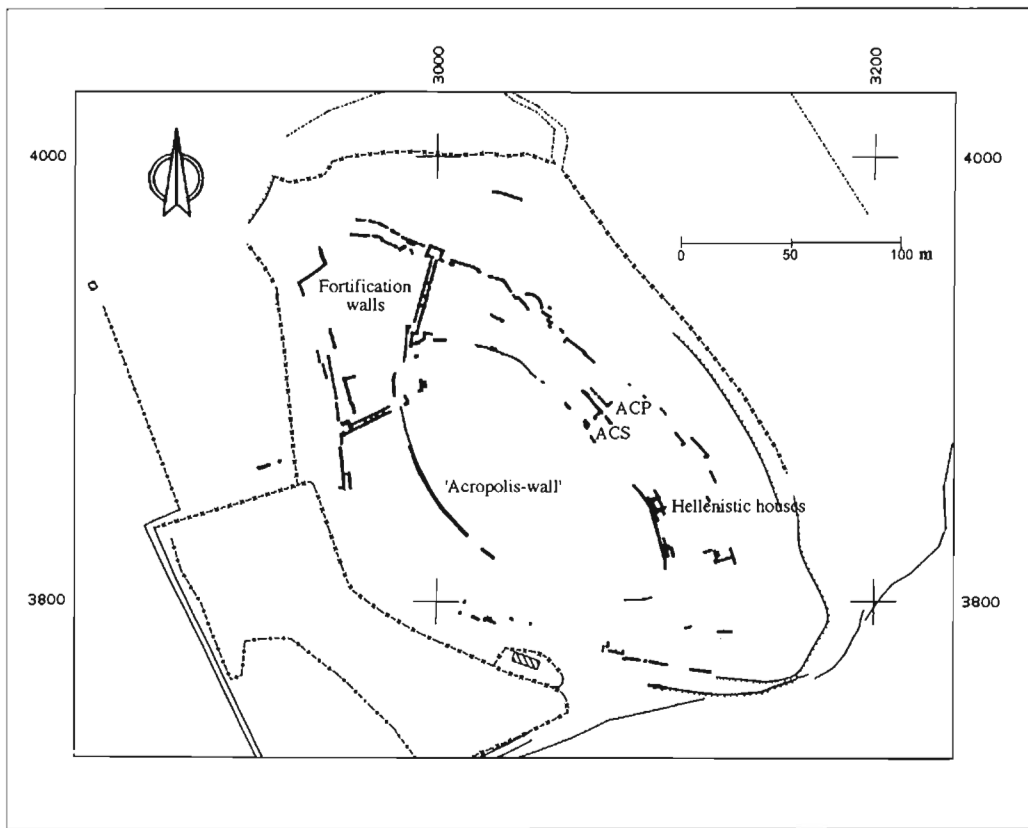 3000
3200
4000
4000
0
50
100 m
Fortification
walls
ACP
ACS
'Acropolis-wall'
Hellenistic houses
3800
3800